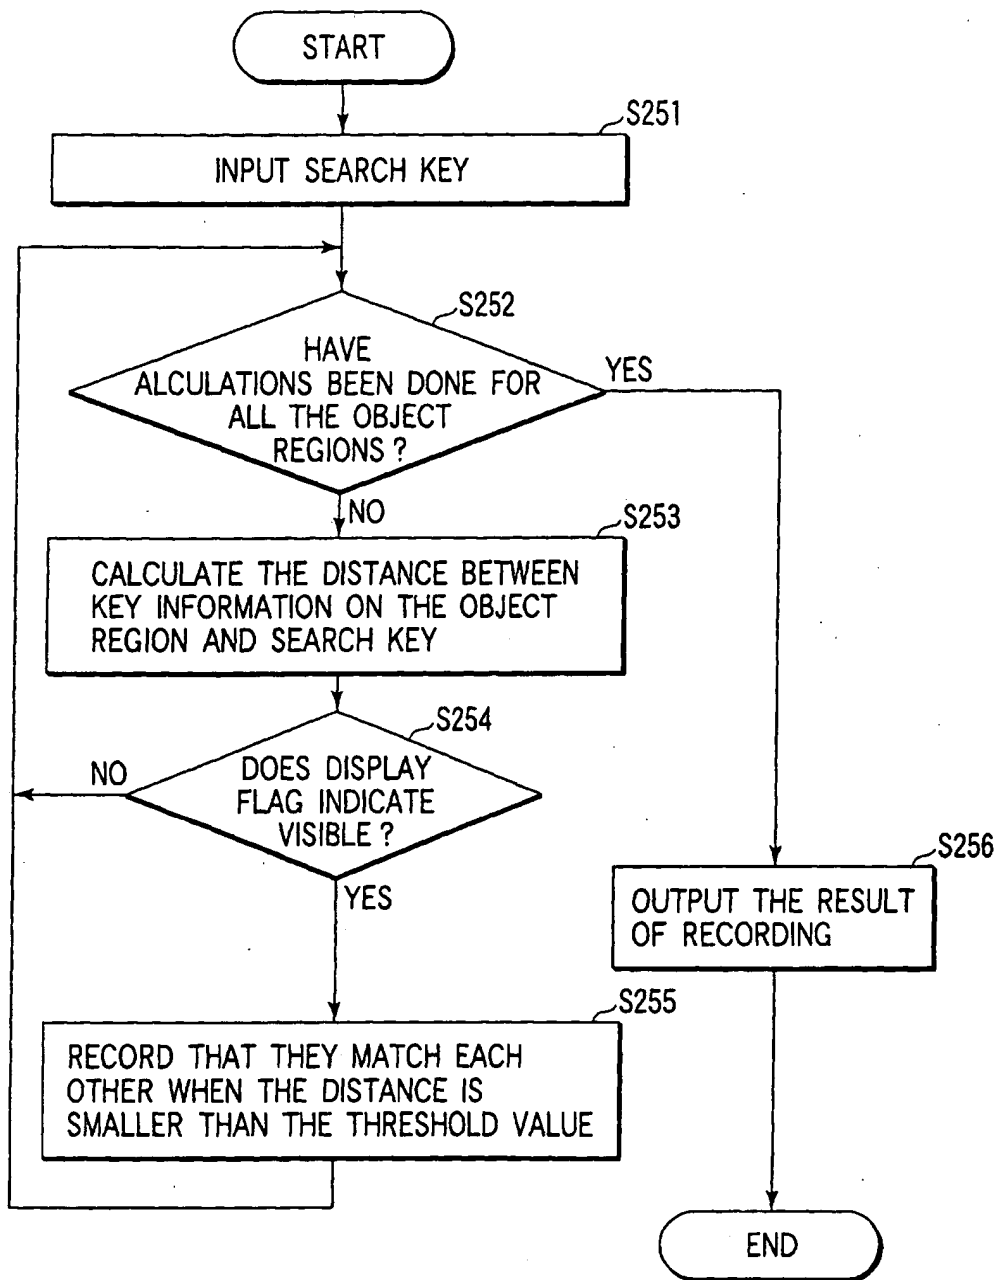 START
S251
INPUT SEARCH KEY
S252
HAVE
ALCULATIONS BEEN DONE FOR
ALL THE OBJECT
REGIONS ?
YES
NO
S253
CALCULATE THE DISTANCE BETWEEN
KEY INFORMATION ON THE OBJECT
REGION AND SEARCH KEY
S254
NO
DOES DISPLAY
FLAG INDICATE
VISIBLE ?
YES
S256
OUTPUT THE RESULT
OF RECORDING
S255
RECORD THAT THEY MATCH EACH
OTHER WHEN THE DISTANCE IS
SMALLER THAN THE THRESHOLD VALUE
END